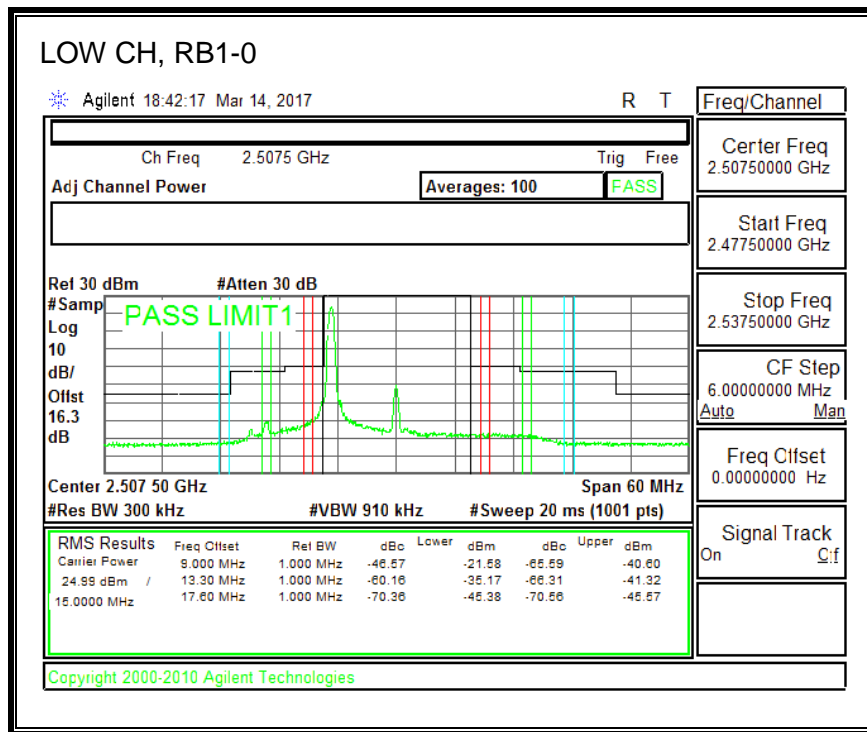 LOW CH, RB1-0
Agilent 18:42:17 Mar 14, 2017 R T
Freq/Channel
Ch Freq 2.5075 GHz Trig Free
Adj Channel Power Averages: 100 PASS
Center Freq
2.50750000 GHz
Start Freq
2.47750000 GHz
Stop Freq
2.53750000 GHz
CF Step
6.00000000 MHz
Auto Man
Freq Offset
0.00000000 Hz
Signal Track
On Off
Ref 30 dBm #Atten 30 dB
#Samp
Log
10
dB/
Offst
16.3
dB
PASS LIMIT1
Center 2.507 50 GHz Span 60 MHz
#Res BW 300 kHz #VBW 910 kHz #Sweep 20 ms (1001 pts)
RMS Results Freq Offset Ref BW dBc Lower dBm dBc Upper dBm
Carrier Power 9.000 MHz 1.000 MHz -46.57 -21.58 -65.59 -40.60
24.99 dBm / 13.30 MHz 1.000 MHz -60.16 -35.17 -66.31 -41.32
15.0000 MHz 17.60 MHz 1.000 MHz -70.36 -45.38 -70.56 -45.57
Copyright 2000-2010 Agilent Technologies